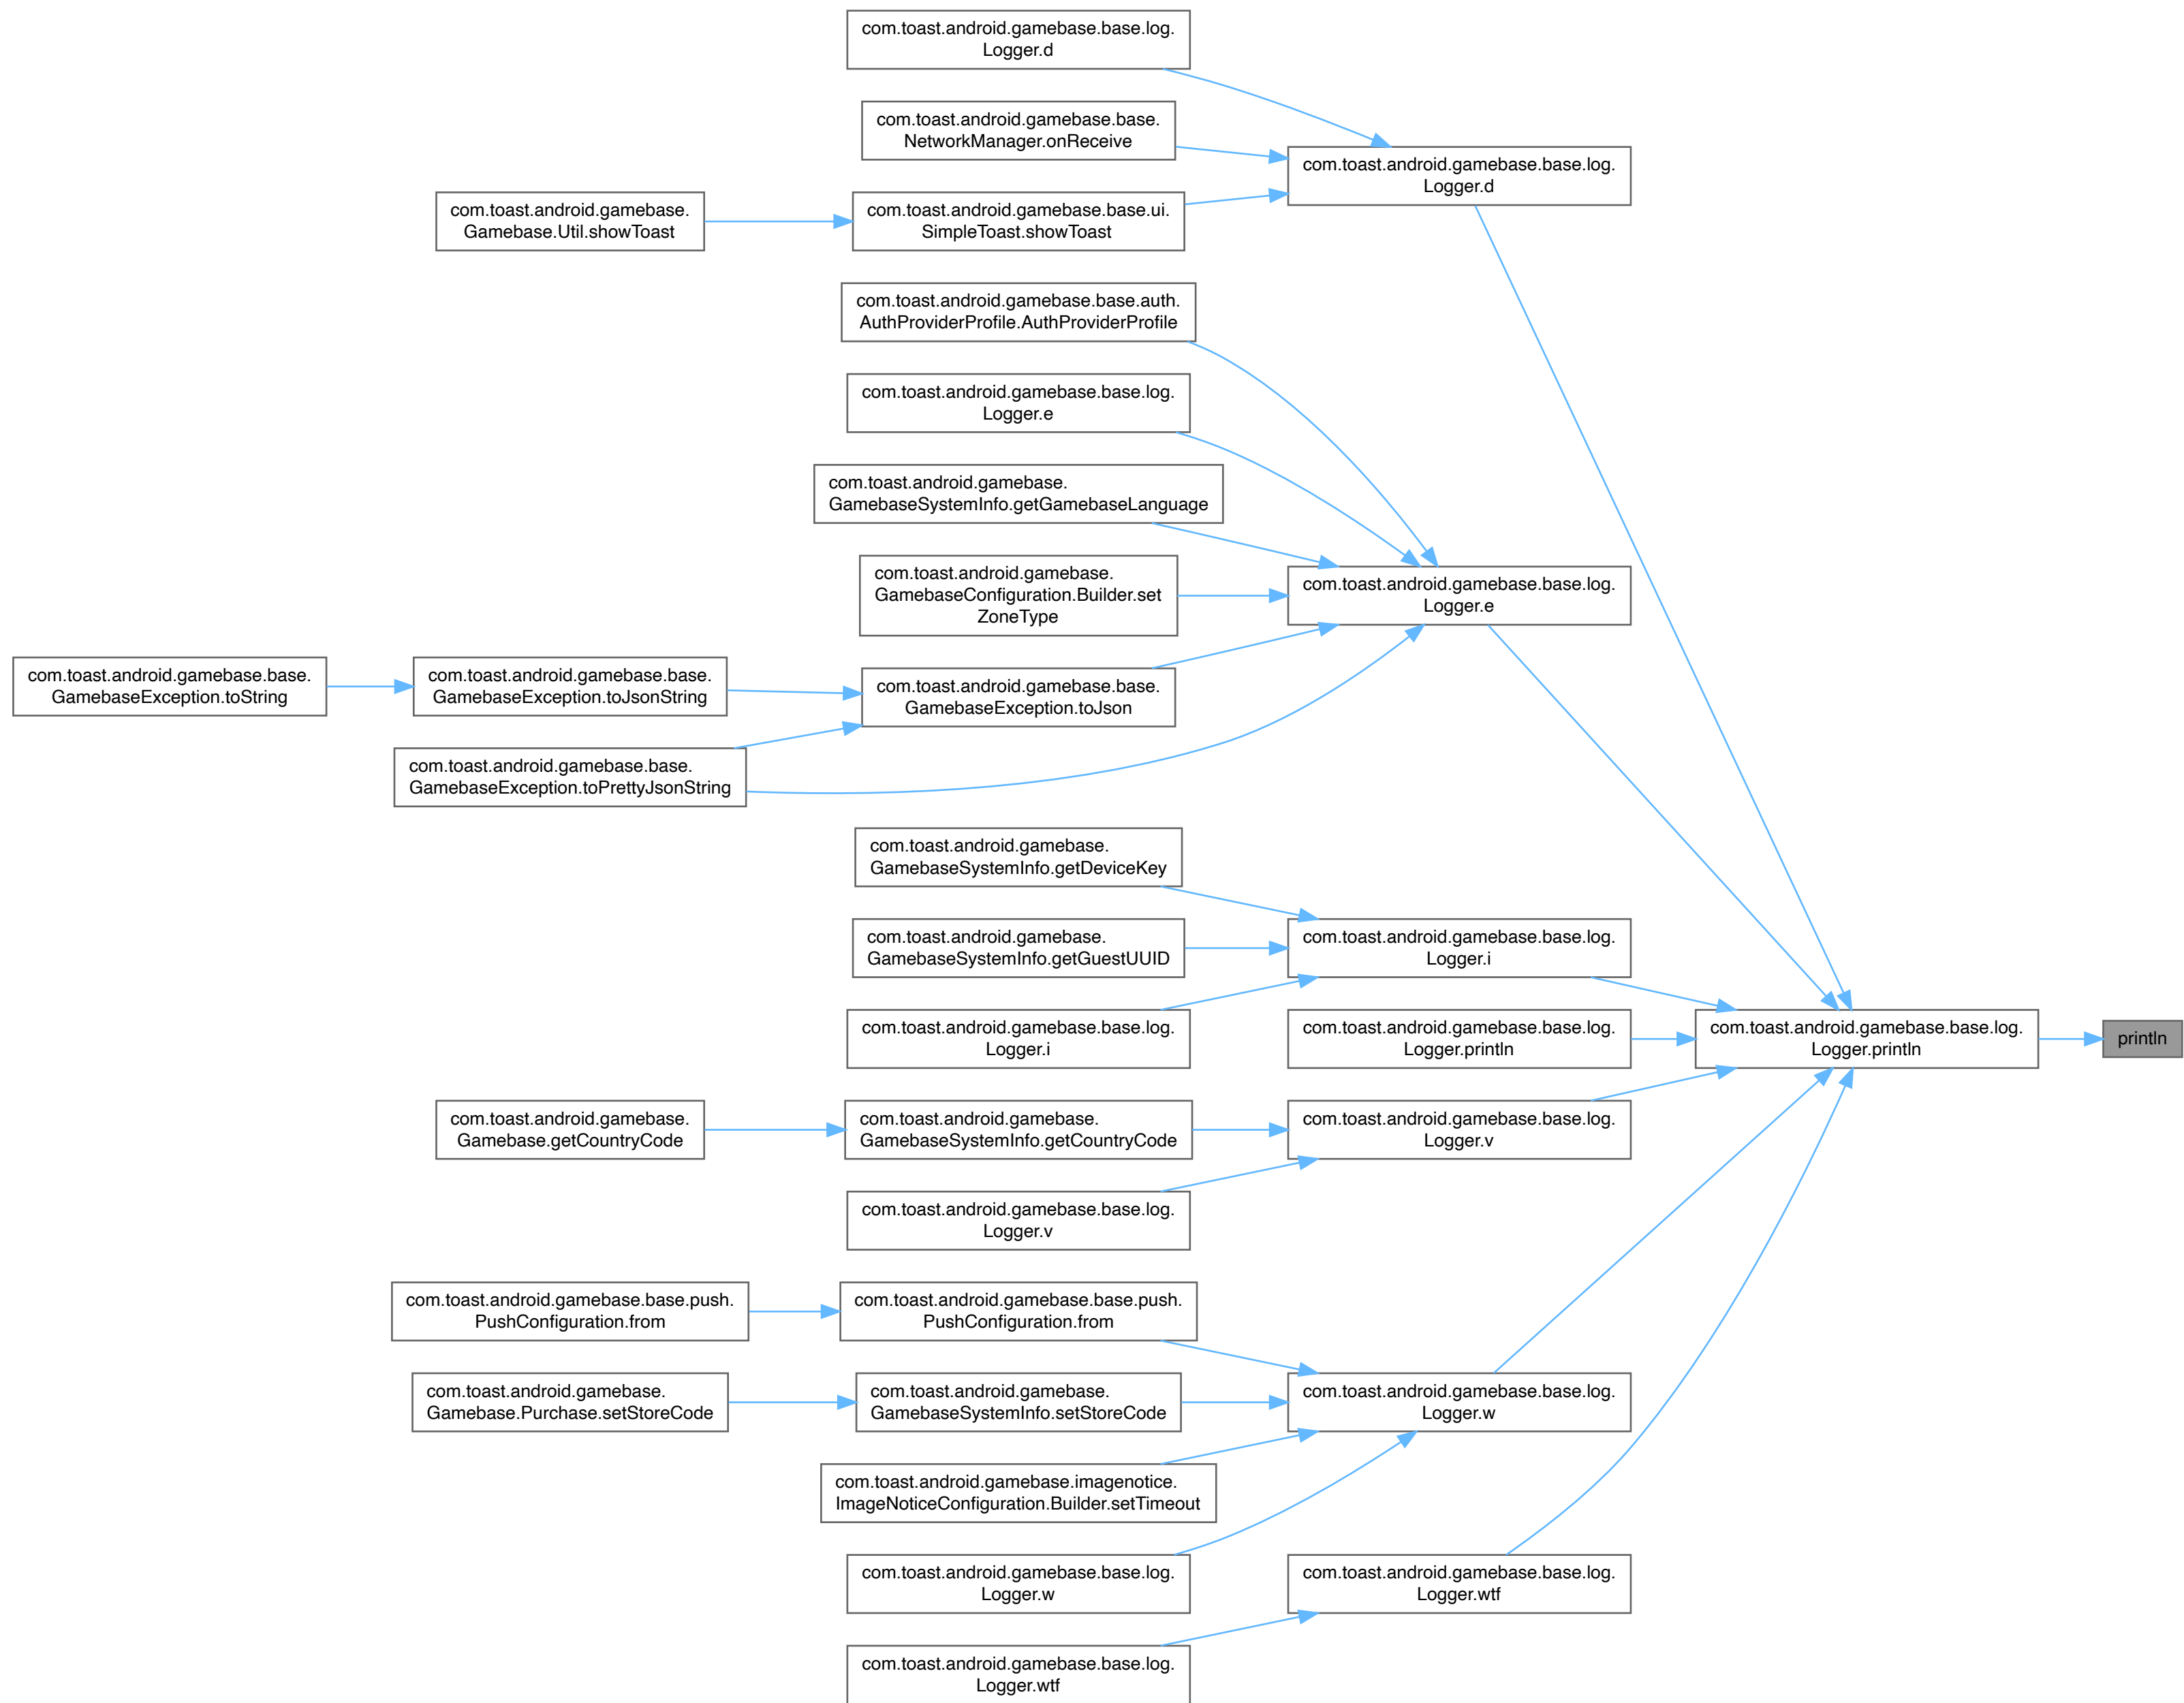 com.toast.android.gamebase.base.log.
Logger.d
com.toast.android.gamebase.base.
NetworkManager.onReceive
com.toast.android.gamebase.base.log.
Logger.d
com.toast.android.gamebase.
Gamebase.Util.showToast
com.toast.android.gamebase.base.ui.
SimpleToast.showToast
com.toast.android.gamebase.base.auth.
AuthProviderProfile.AuthProviderProfile
com.toast.android.gamebase.base.log.
Logger.e
com.toast.android.gamebase.
GamebaseSystemInfo.getGamebaseLanguage
com.toast.android.gamebase.
GamebaseConfiguration.Builder.set
ZoneType
com.toast.android.gamebase.base.log.
Logger.e
com.toast.android.gamebase.base.
GamebaseException.toString
com.toast.android.gamebase.base.
GamebaseException.toJsonString
com.toast.android.gamebase.base.
GamebaseException.toJson
com.toast.android.gamebase.base.
GamebaseException.toPrettyJsonString
com.toast.android.gamebase.
GamebaseSystemInfo.getDeviceKey
com.toast.android.gamebase.
GamebaseSystemInfo.getGuestUUID
com.toast.android.gamebase.base.log.
Logger.i
com.toast.android.gamebase.base.log.
Logger.i
com.toast.android.gamebase.base.log.
Logger.println
com.toast.android.gamebase.base.log.
Logger.println
println
com.toast.android.gamebase.
Gamebase.getCountryCode
com.toast.android.gamebase.
GamebaseSystemInfo.getCountryCode
com.toast.android.gamebase.base.log.
Logger.v
com.toast.android.gamebase.base.log.
Logger.v
com.toast.android.gamebase.base.push.
PushConfiguration.from
com.toast.android.gamebase.base.push.
PushConfiguration.from
com.toast.android.gamebase.
Gamebase.Purchase.setStoreCode
com.toast.android.gamebase.
GamebaseSystemInfo.setStoreCode
com.toast.android.gamebase.base.log.
Logger.w
com.toast.android.gamebase.imagenotice.
ImageNoticeConfiguration.Builder.setTimeout
com.toast.android.gamebase.base.log.
Logger.w
com.toast.android.gamebase.base.log.
Logger.wtf
com.toast.android.gamebase.base.log.
Logger.wtf